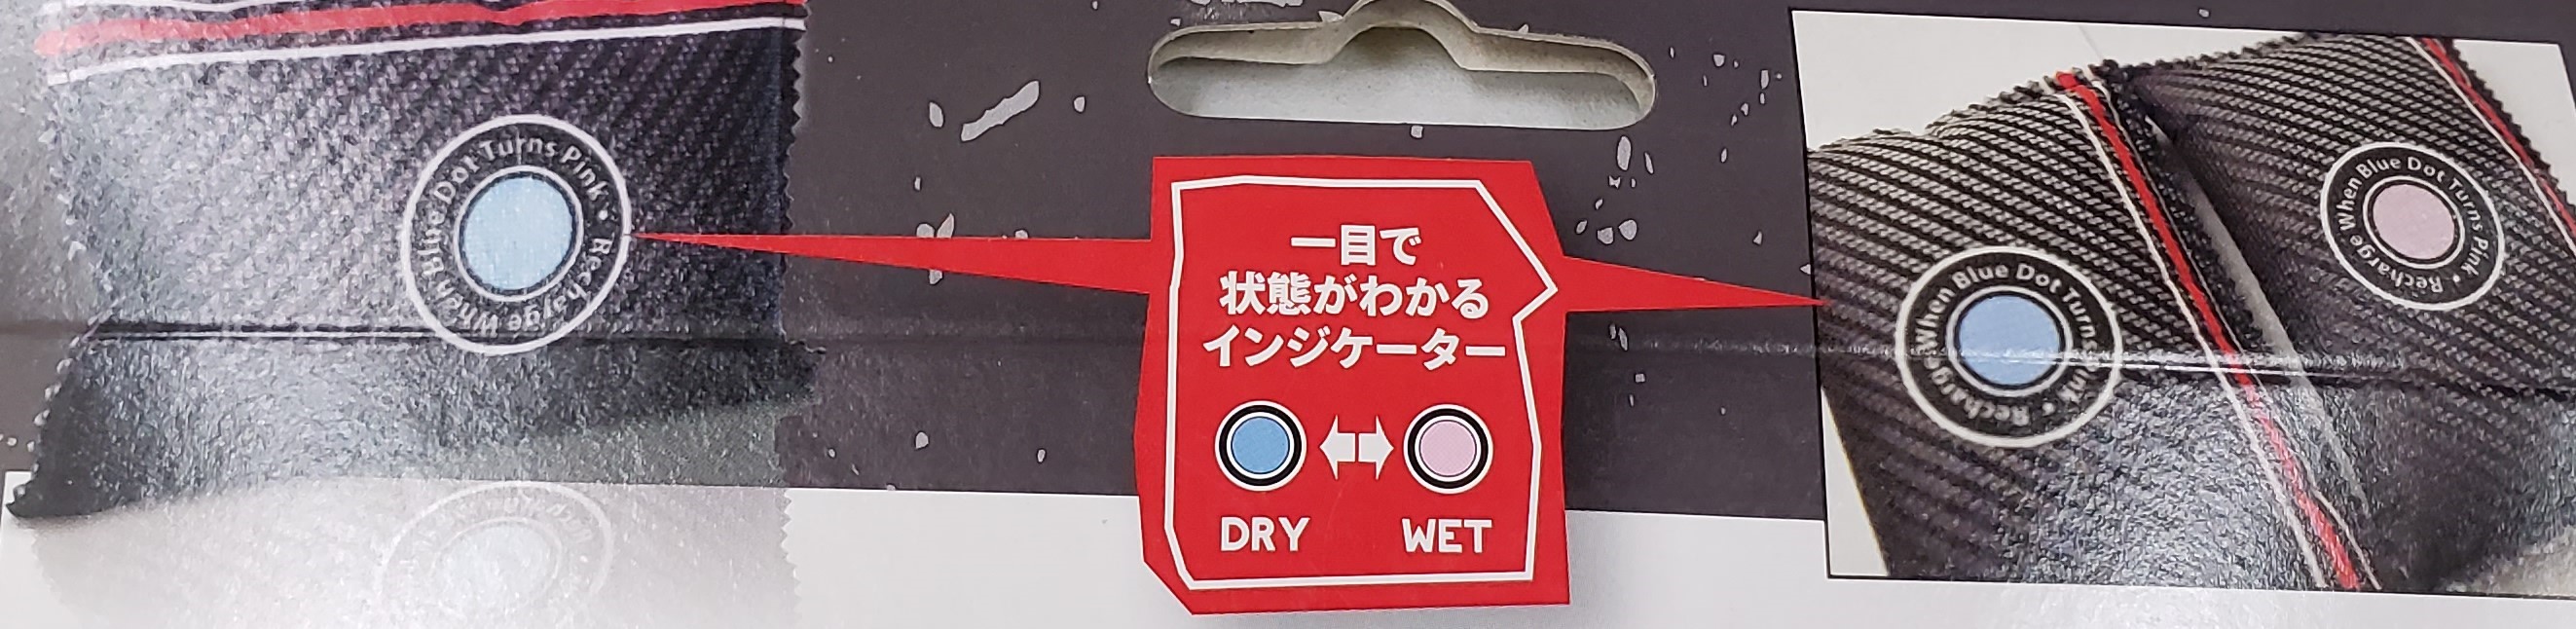 When Blue Dot Turns Pink • Recharge
一目で
状態がわかる
インジケーター
DRY WET
When Blue Dot Turns Pink • Recharge
When Blue Dot Turns Pink • Recharge